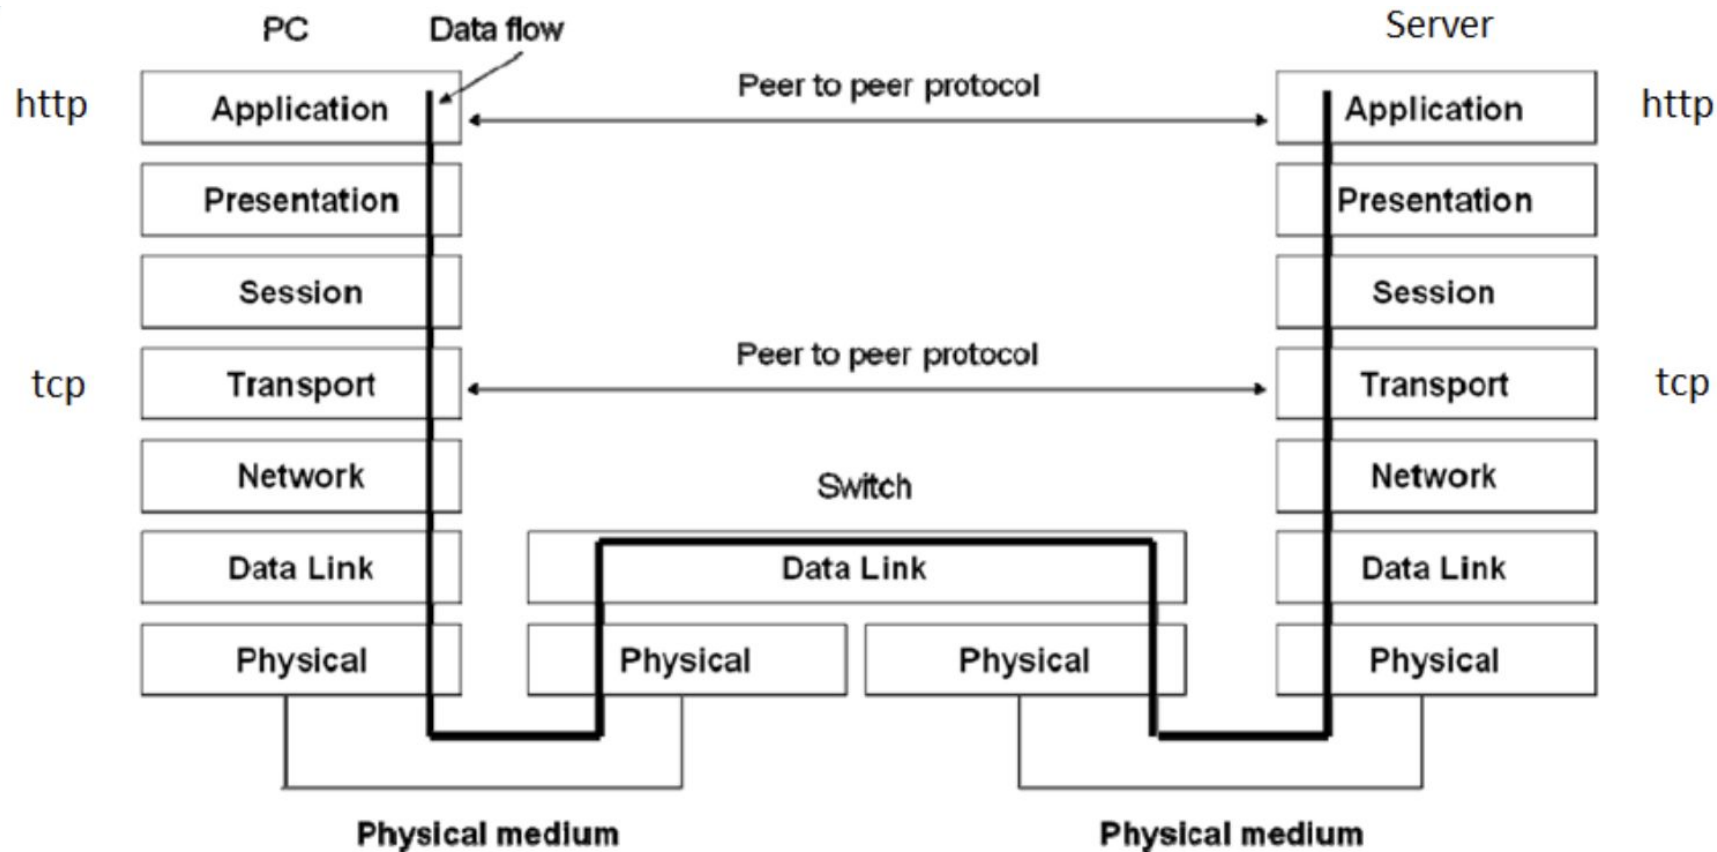 PC
Data flow
Server
http
Application
Peer to peer protocol
Application
http
Presentation
Presentation
Session
Session
tcp
Transport
Peer to peer protocol
Transport
tcp
Network
Switch
Network
Data Link
Data Link
Data Link
Physical
Physical
Physical
Physical
Physical medium
Physical medium